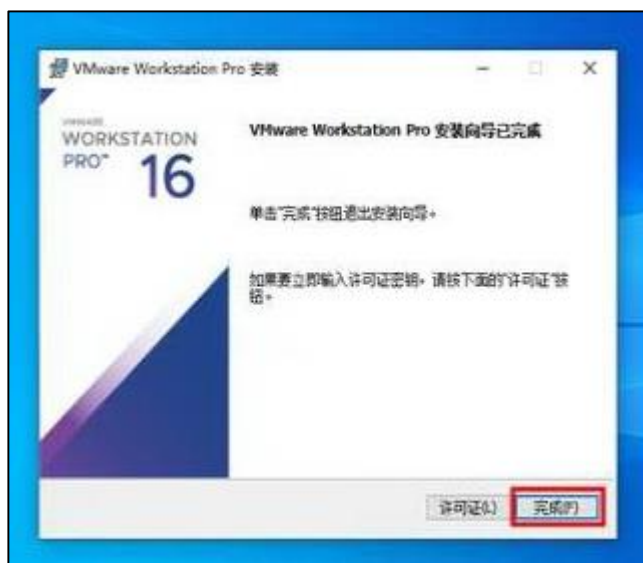 VMware Workstation Pro 安装
VMWARE
WORKSTATION
PRO™ 16
VMware Workstation Pro 安装向导已完成
单击"完成"按钮退出安装向导。
如果要立即输入许可证密钥，请按下面的"许可证"按
钮。
许可证(L) 完成(F)